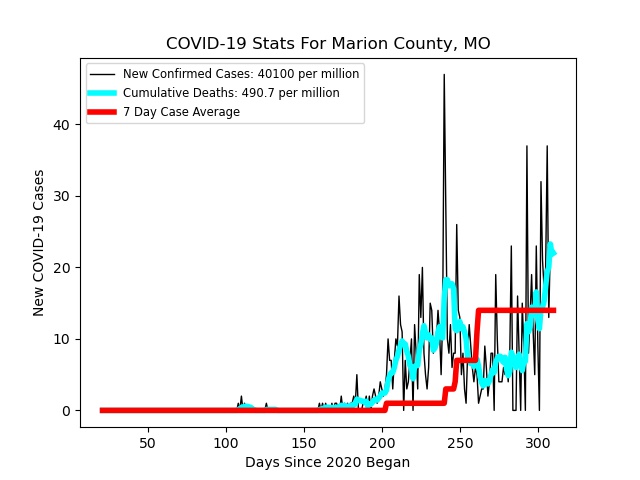 COVID-19 Stats For Marion County, MO
New Confirmed Cases: 40100 per million
Cumulative Deaths: 490.7 per million
7 Day Case Average
New COVID-19 Cases
40
30
20
10
0
50 100 150 200 250 300
Days Since 2020 Began